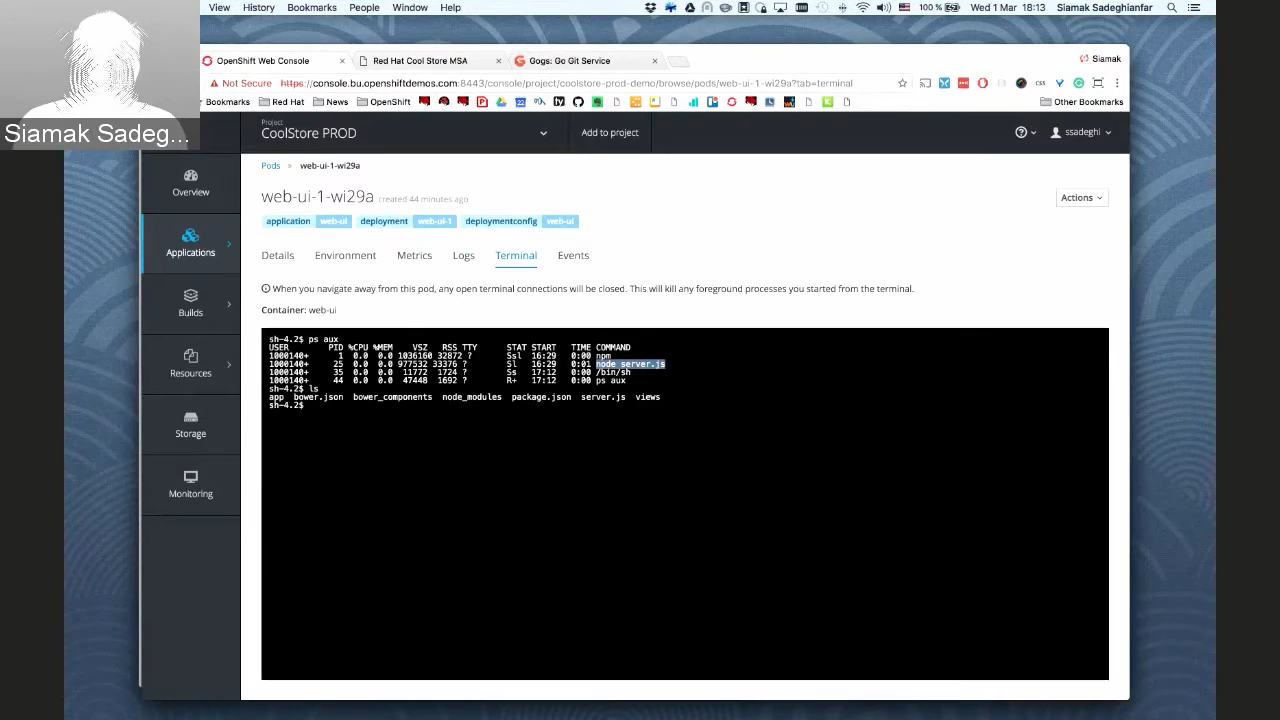 View History Bookmarks People Window Help 100 % Wed 1 Mar 18:13 Siamak Sadeghianfar
OpenShift Web Console × Red Hat Cool Store MSA × Gogs: Go Git Service × Siamak
Not Secure https://console.bu.openshiftdemos.com:8443/console/project/coolstore-prod-demo/browse/pods/web-ui-1-wi29a?tab=terminal
Bookmarks Red Hat News OpenShift Other Bookmarks
Siamak Sadeg...
Project
CoolStore PROD Add to project ssadeghi
Overview
Applications
Builds
Resources
Storage
Monitoring
Pods » web-ui-1-wi29a
web-ui-1-wi29a created 44 minutes ago Actions
application web-ui deployment web-ui-1 deploymentconfig web-ui
Details Environment Metrics Logs Terminal Events
When you navigate away from this pod, any open terminal connections will be closed. This will kill any foreground processes you started from the terminal.
Container: web-ui
sh-4.2$ ps aux
USER PID %CPU %MEM VSZ RSS TTY STAT START TIME COMMAND
1000140+ 1 0.0 0.0 1036160 32872 ? Ssl 16:29 0:00 npm
1000140+ 25 0.0 0.0 977532 33376 ? Sl 16:29 0:01 node server.js
1000140+ 35 0.0 0.0 11772 1724 ? Ss 17:12 0:00 /bin/sh
1000140+ 44 0.0 0.0 47448 1692 ? R+ 17:12 0:00 ps aux
sh-4.2$ ls
app bower.json bower_components node_modules package.json server.js views
sh-4.2$